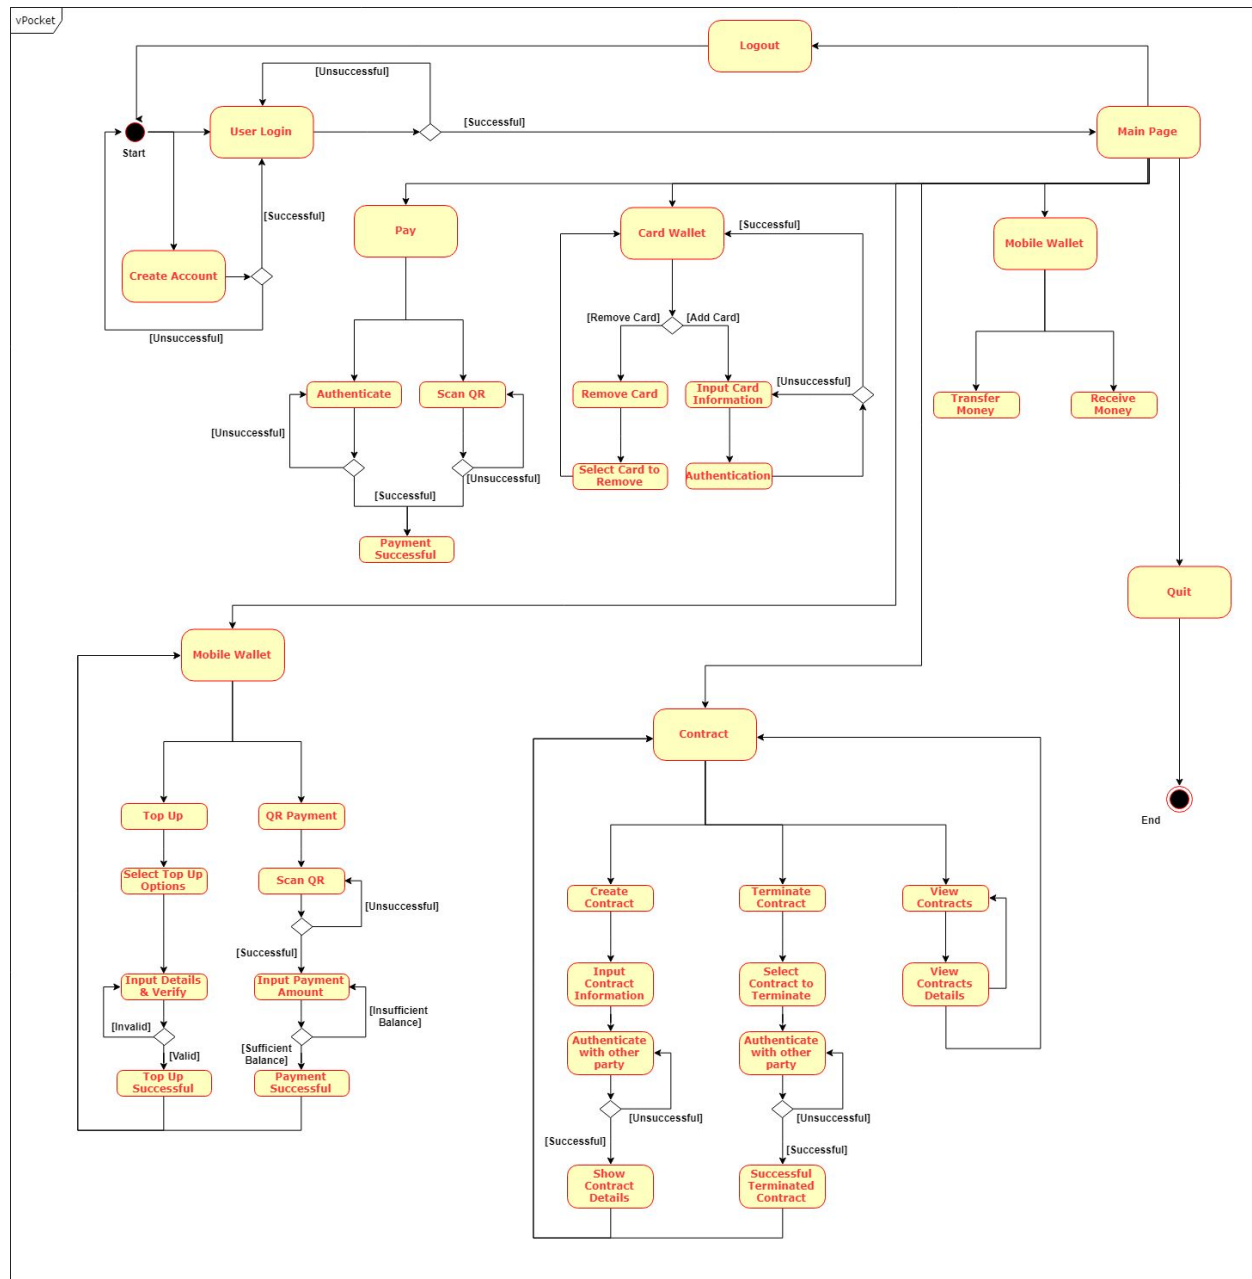 vPocket
Logout
[Unsuccessful]
User Login
[Successful]
Main Page
Start
[Successful]
Create Account
[Unsuccessful]
Pay
Card Wallet
[Successful]
Mobile Wallet
[Remove Card]
[Add Card]
Authenticate
Scan QR
Remove Card
Input Card
Information
[Unsuccessful]
Transfer
Money
Receive
Money
[Unsuccessful]
[Unsuccessful]
Select Card to
Remove
Authentication
[Successful]
Payment
Successful
Quit
Mobile Wallet
Contract
Top Up
QR Payment
End
Select Top Up
Options
Scan QR
[Unsuccessful]
Create
Contract
Terminate
Contract
View
Contracts
[Successful]
Input Details
& Verify
Input Payment
Amount
Input
Contract
Information
Select
Contract to
Terminate
View
Contracts
Details
[Invalid]
[Insufficient
Balance]
[Valid]
[Sufficient
Balance]
Authenticate
with other
party
Authenticate
with other
party
Top Up
Successful
Payment
Successful
[Unsuccessful]
[Unsuccessful]
[Successful]
[Successful]
Show
Contract
Details
Successful
Terminated
Contract